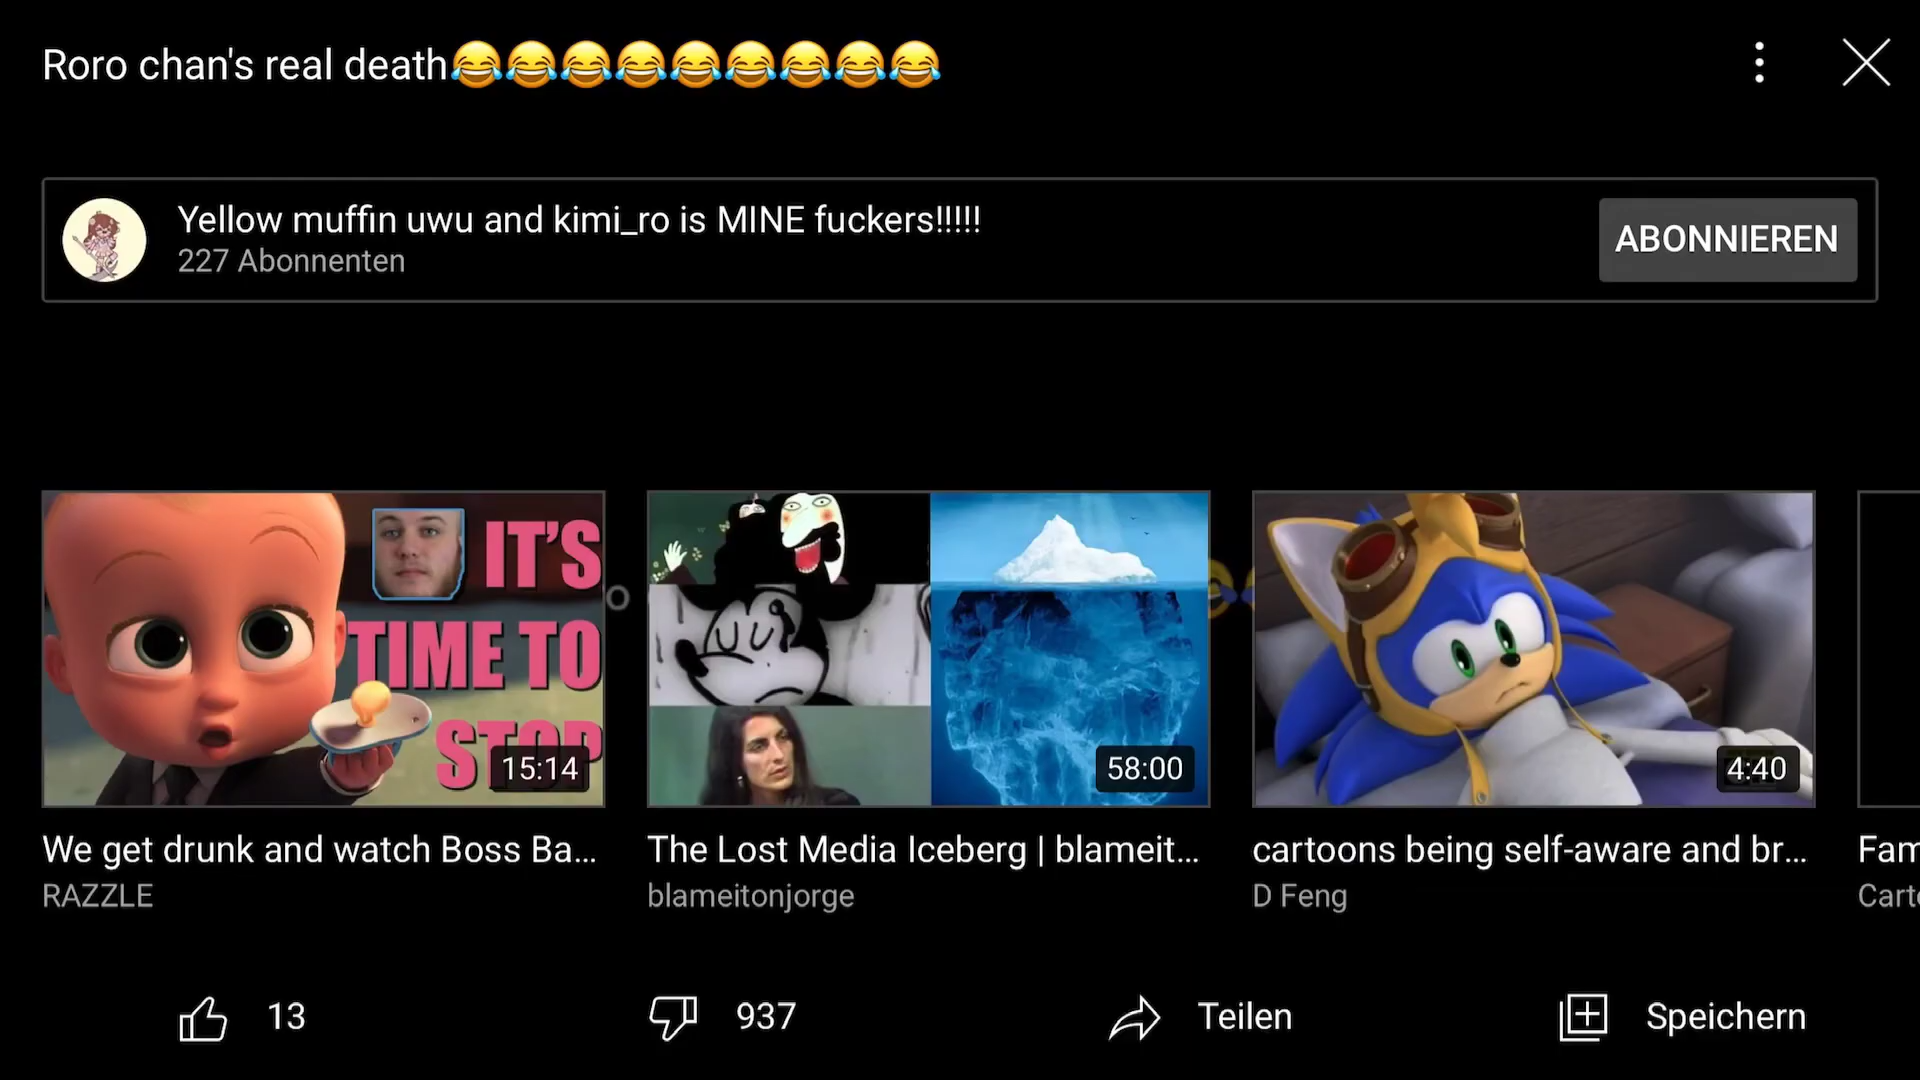 Roro chan's real death😂😂😂😂😂😂😂😂😂
Yellow muffin uwu and kimi_ro is MINE fuckers!!!!!
227 Abonnenten
ABONNIEREN
IT'S
TIME TO
STOP
15:14
58:00
4:40
We get drunk and watch Boss Ba...
RAZZLE
The Lost Media Iceberg | blameit...
blameitonjorge
cartoons being self-aware and br...
D Feng
Fam
Carto
13
937
Teilen
Speichern